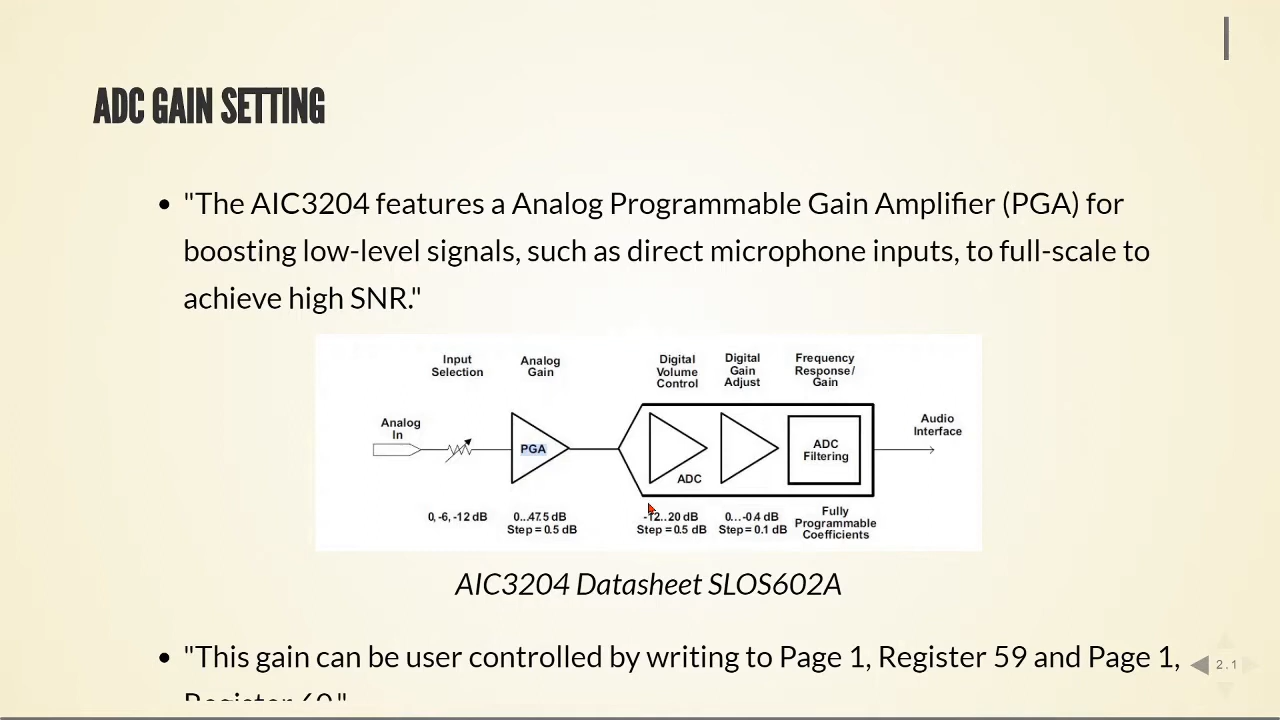 ADC GAIN SETTING
• "The AIC3204 features a Analog Programmable Gain Amplifier (PGA) for
boosting low-level signals, such as direct microphone inputs, to full-scale to
achieve high SNR."
Input
Selection
Analog
Gain
Digital
Volume
Control
Digital
Gain
Adjust
Frequency
Response/
Gain
Analog
In
PGA
ADC
ADC
Filtering
Audio
Interface
0, -6, -12 dB
0...47.5 dB
Step = 0.5 dB
-12..20 dB
Step = 0.5 dB
0…-0.4 dB
Step = 0.1 dB
Fully
Programmable
Coefficients
AIC3204 Datasheet SLOS602A
• "This gain can be user controlled by writing to Page 1, Register 59 and Page 1,
Register 60."
2.1